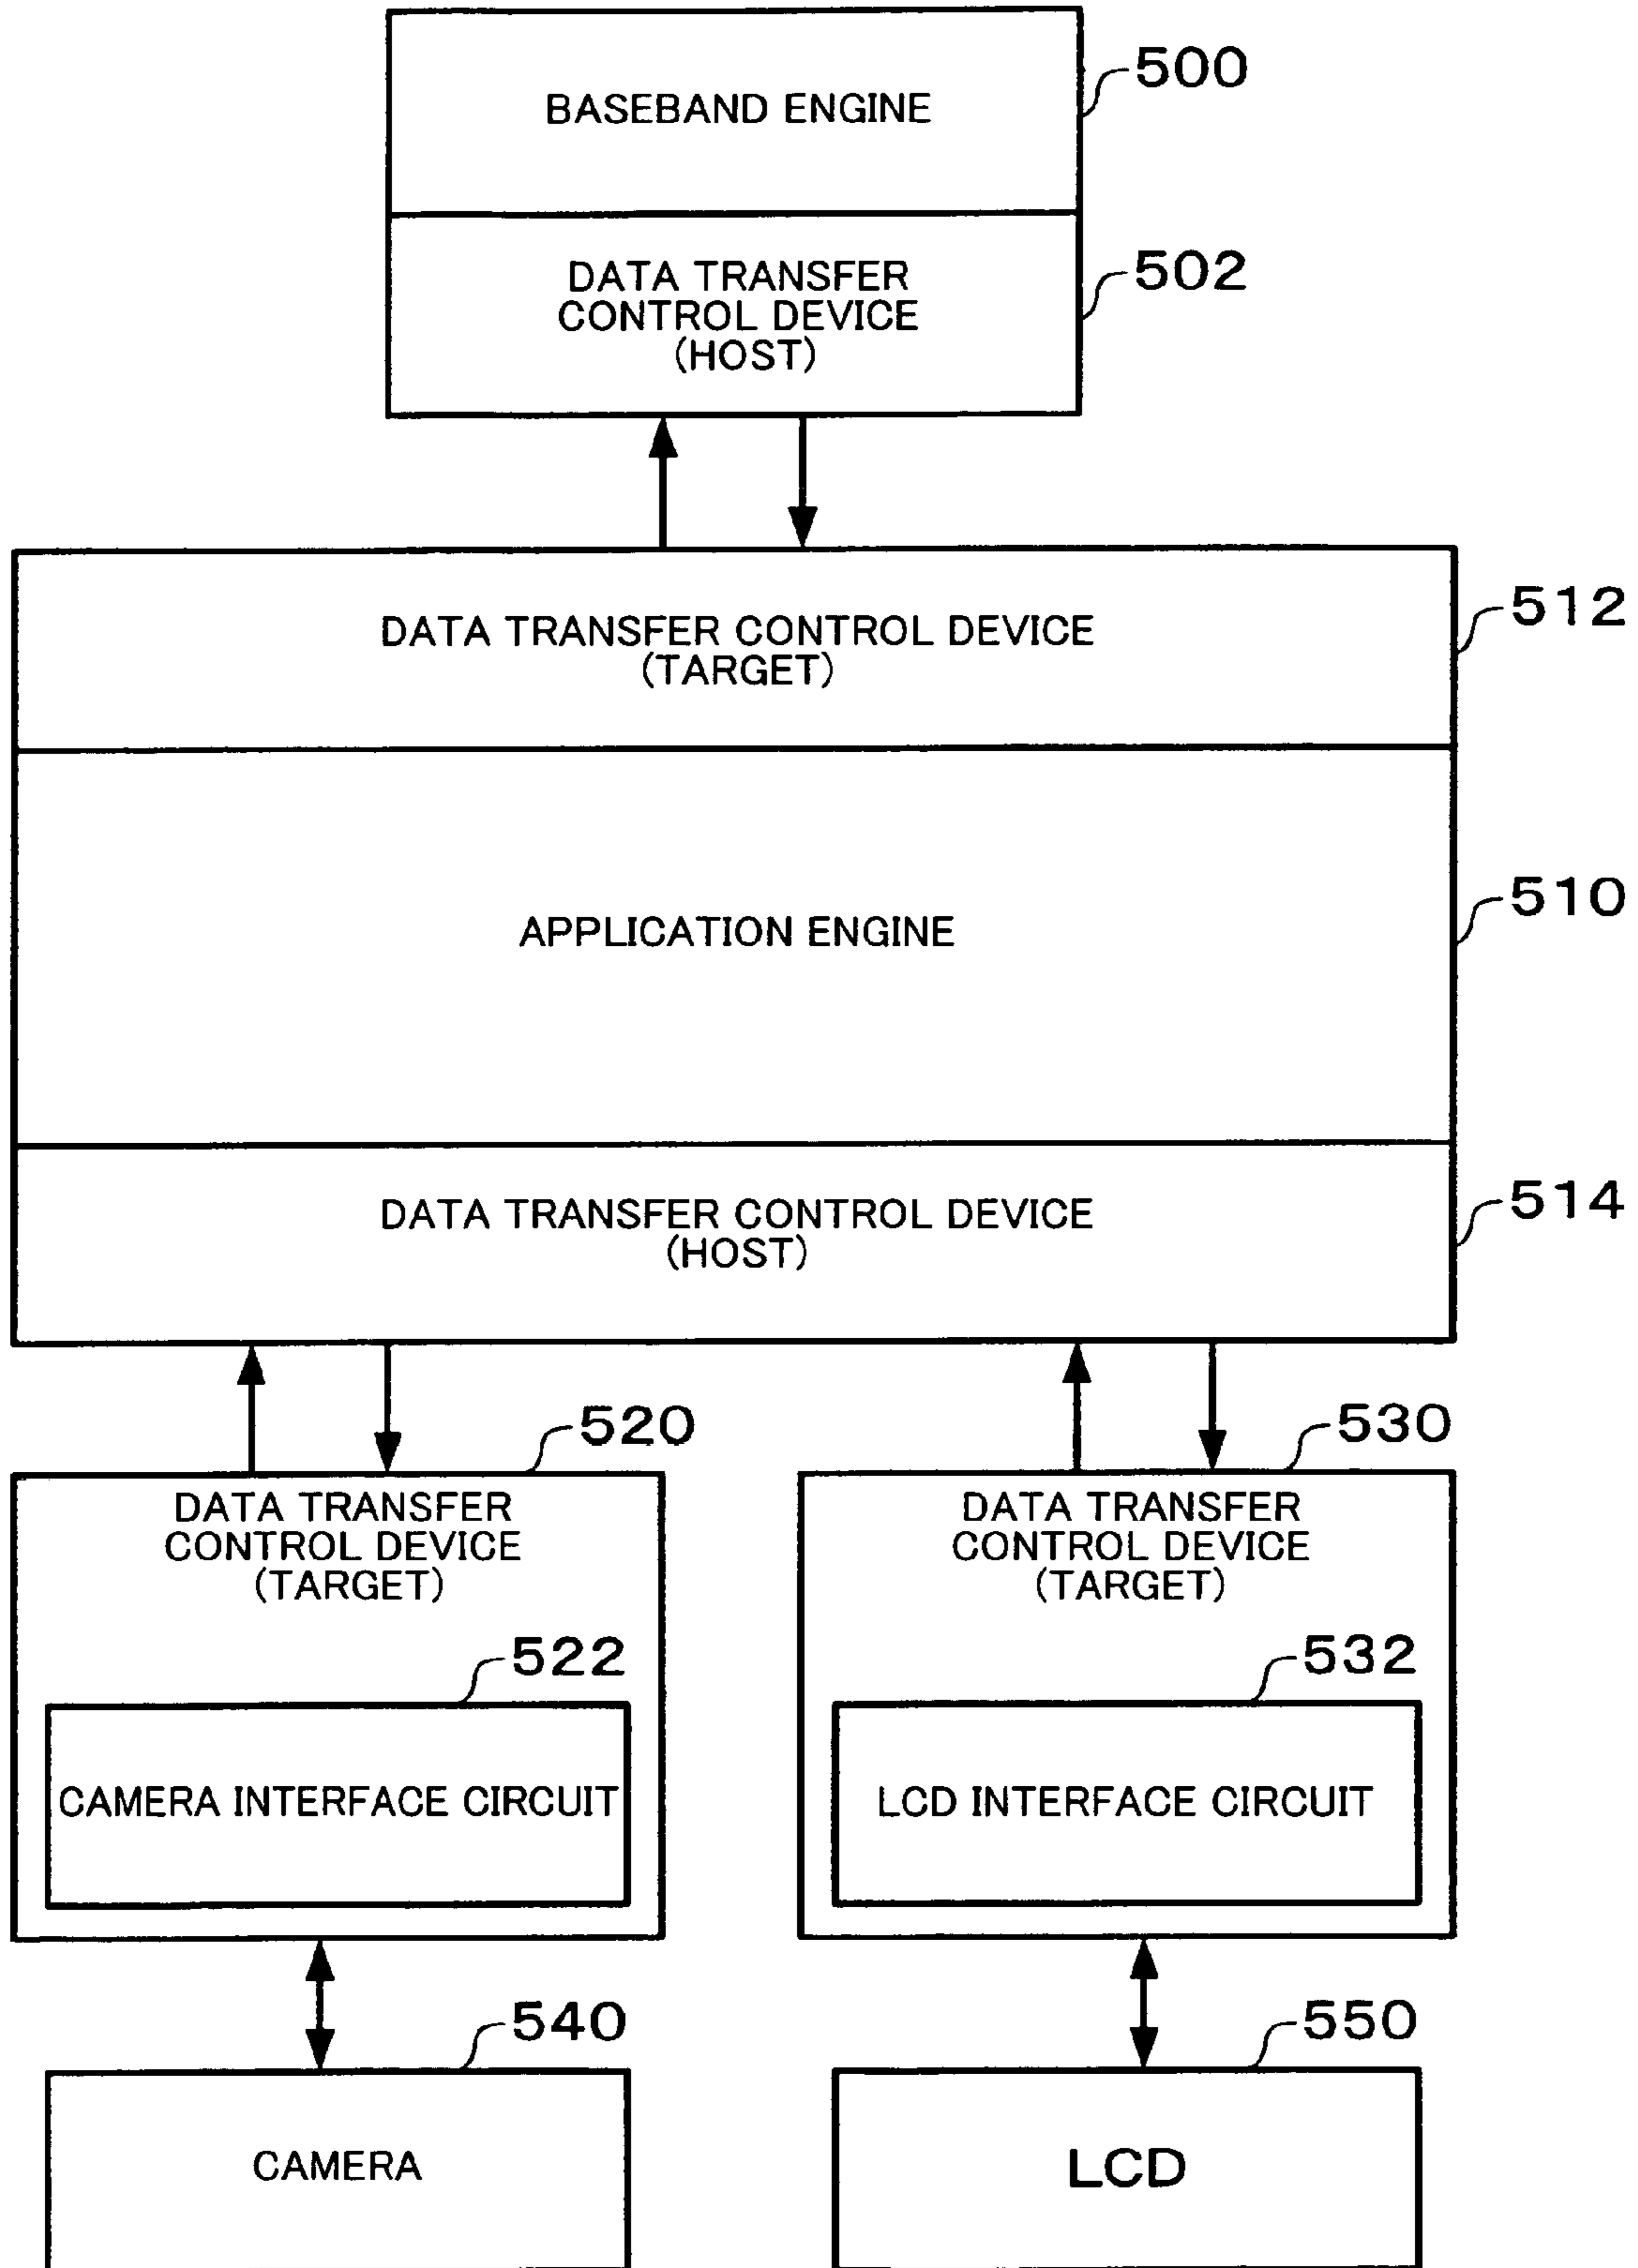 500
BASEBAND ENGINE
502
DATA TRANSFER
CONTROL DEVICE
(HOST)
512
DATA TRANSFER CONTROL DEVICE
(TARGET)
510
APPLICATION ENGINE
514
DATA TRANSFER CONTROL DEVICE
(HOST)
520
DATA TRANSFER
CONTROL DEVICE
(TARGET)
522
CAMERA INTERFACE CIRCUIT
530
DATA TRANSFER
CONTROL DEVICE
(TARGET)
532
LCD INTERFACE CIRCUIT
540
CAMERA
550
LCD